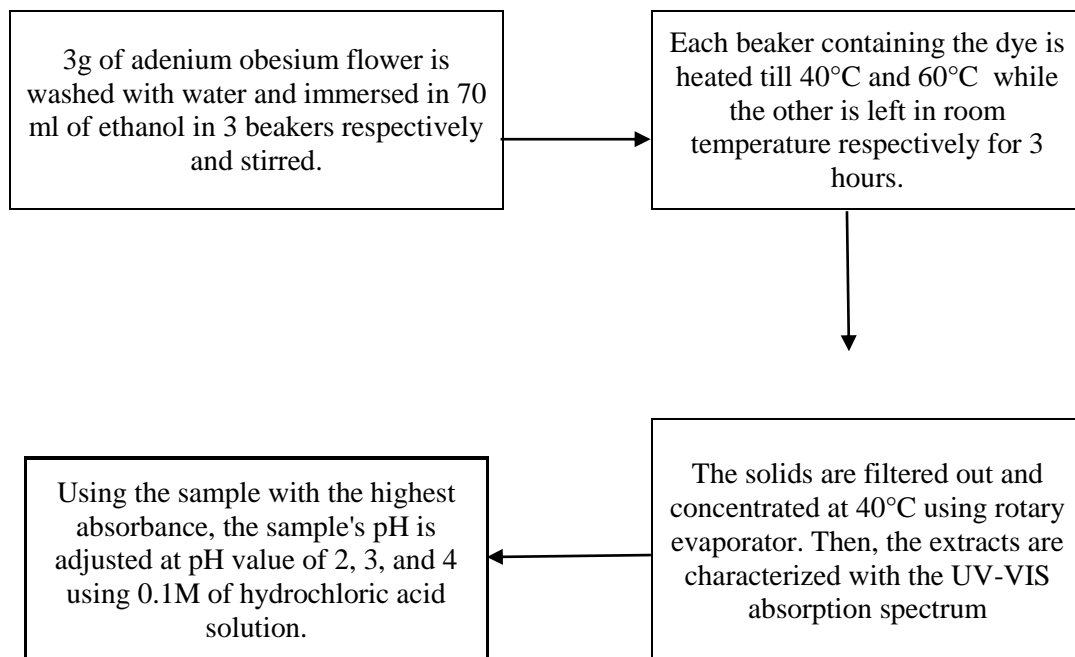 3g of adenium obesium flower is
washed with water and immersed in 70
ml of ethanol in 3 beakers respectively
and stirred.
Each beaker containing the dye is
heated till 40°C and 60°C while
the other is left in room
temperature respectively for 3
hours.
The solids are filtered out and
concentrated at 40°C using rotary
evaporator. Then, the extracts are
characterized with the UV-VIS
absorption spectrum
Using the sample with the highest
absorbance, the sample's pH is
adjusted at pH value of 2, 3, and 4
using 0.1M of hydrochloric acid
solution.